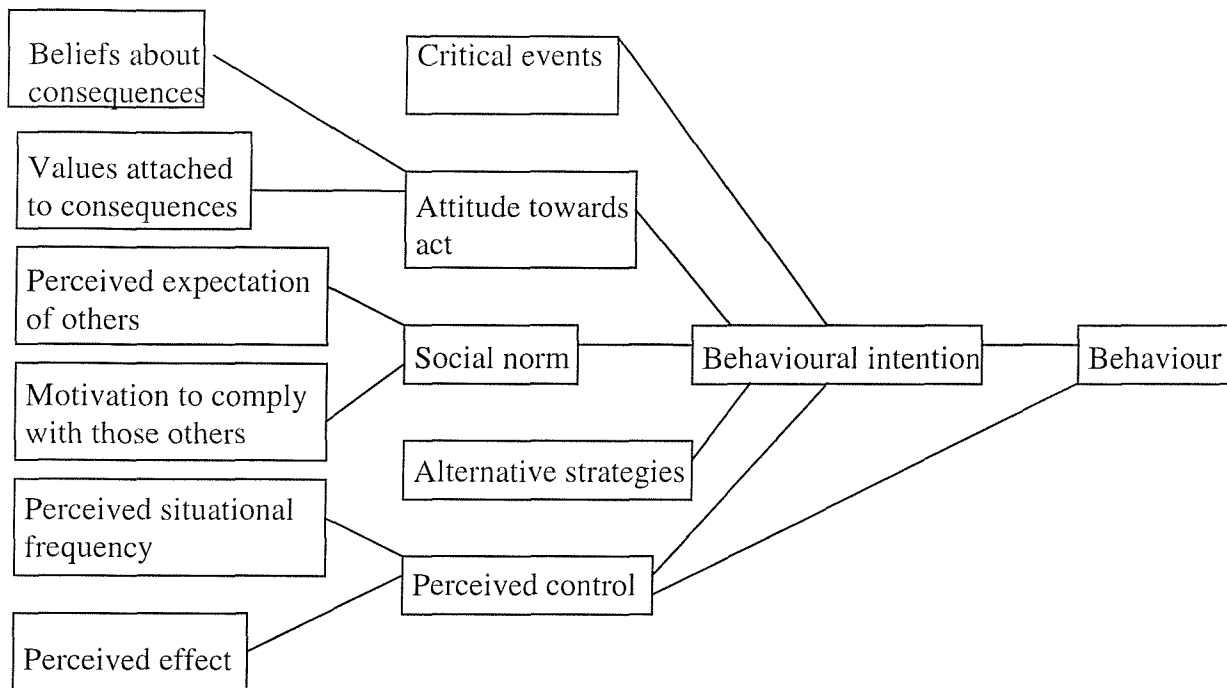 Beliefs about
consequences
Values attached
to consequences
Perceived expectation
of others
Motivation to comply
with those others
Perceived situational
frequency
Perceived effect
Critical events
Attitude towards
act
Social norm
Alternative strategies
Perceived control
Behavioural intention
Behaviour